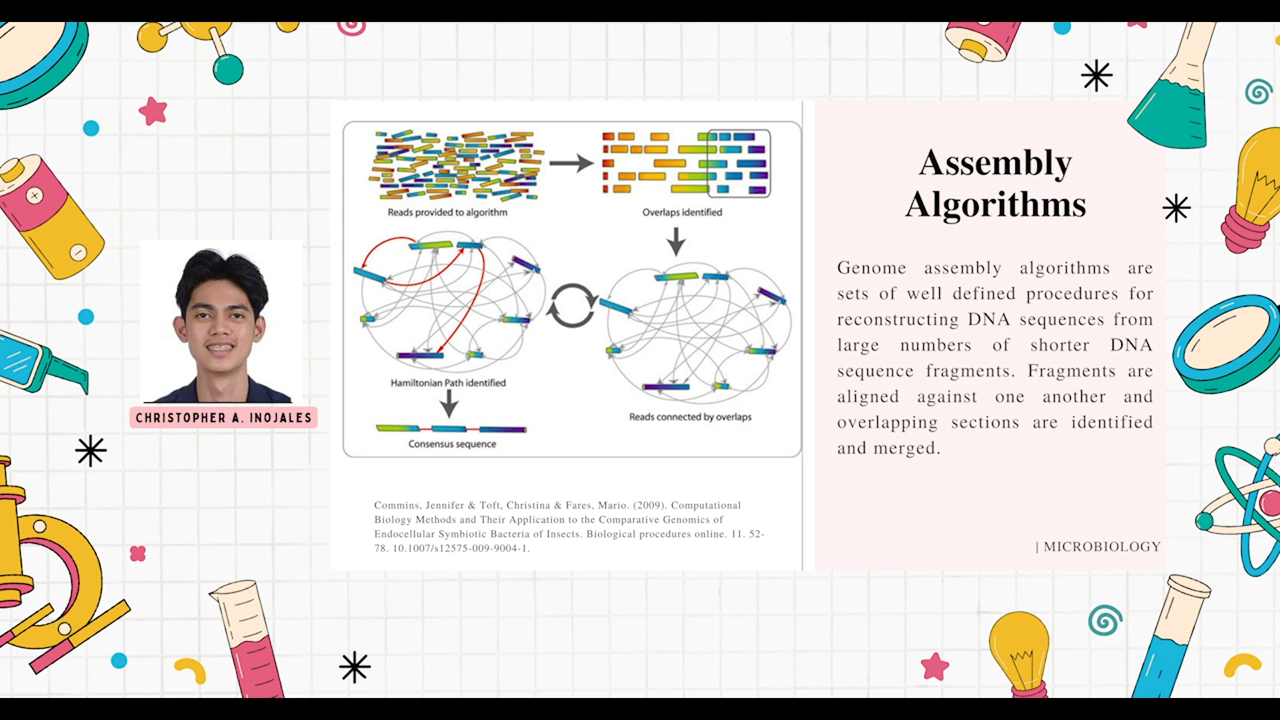 Reads provided to algorithm
Overlaps identified
Hamiltonian Path identified
Reads connected by overlaps
Consensus sequence
Commins, Jennifer & Toft, Christina & Fares, Mario. (2009). Computational
Biology Methods and Their Application to the Comparative Genomics of
Endocellular Symbiotic Bacteria of Insects. Biological procedures online. 11. 52-
78. 10.1007/s12575-009-9004-1.
CHRISTOPHER A. INOJALES
Assembly
Algorithms
Genome assembly algorithms are
sets of well defined procedures for
reconstructing DNA sequences from
large numbers of shorter DNA
sequence fragments. Fragments are
aligned against one another and
overlapping sections are identified
and merged.
| MICROBIOLOGY